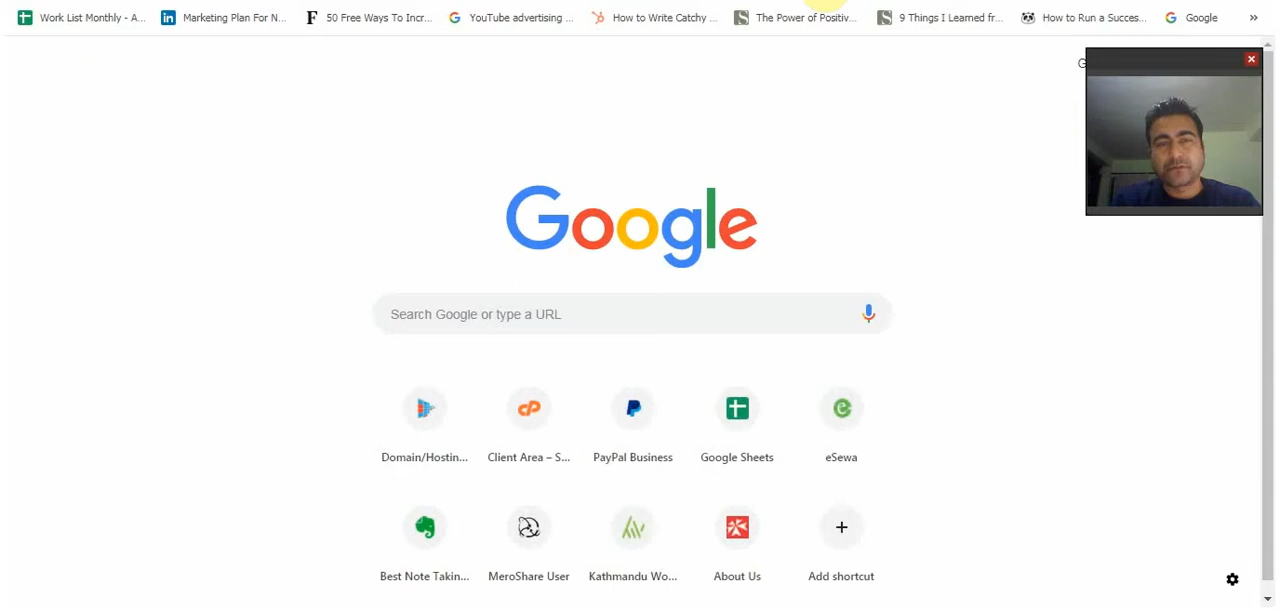 Work List Monthly - A...
Marketing Plan For N...
50 Free Ways To Incr...
YouTube advertising ...
How to Write Catchy ...
The Power of Positiv...
9 Things I Learned fr...
How to Run a Succes...
Google
»
G
Google
Search Google or type a URL
Domain/Hostin...
Client Area – S...
PayPal Business
Google Sheets
eSewa
Best Note Takin...
MeroShare User
Kathmandu Wo...
About Us
Add shortcut